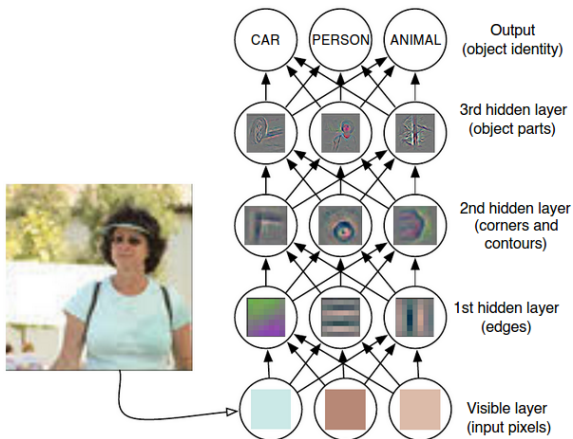 CAR
PERSON
ANIMAL
Output
(object identity)
3rd hidden layer
(object parts)
2nd hidden layer
(corners and
contours)
1st hidden layer
(edges)
Visible layer
(input pixels)